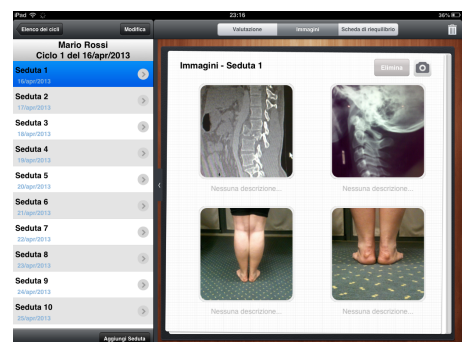 iPad
23:16
36%
Elenco dei cicli
Modifica
Valutazione
Immagini
Scheda di riequilibrio
Mario Rossi
Ciclo 1 del 16/apr/2013
Seduta 1
16/apr/2013
Seduta 2
17/apr/2013
Seduta 3
18/apr/2013
Seduta 4
19/apr/2013
Seduta 5
20/apr/2013
Seduta 6
21/apr/2013
Seduta 7
22/apr/2013
Seduta 8
23/apr/2013
Seduta 9
24/apr/2013
Seduta 10
25/apr/2013
Aggiungi Seduta
Immagini - Seduta 1
Elimina
Nessuna descrizione...
Nessuna descrizione...
Nessuna descrizione...
Nessuna descrizione...